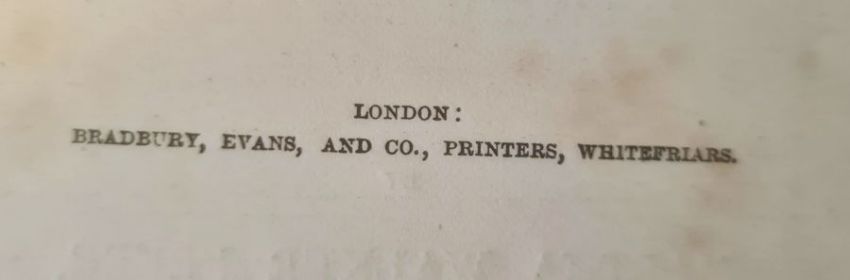 LONDON:
BRADBURY, EVANS, AND CO., PRINTERS, WHITEFRIARS.